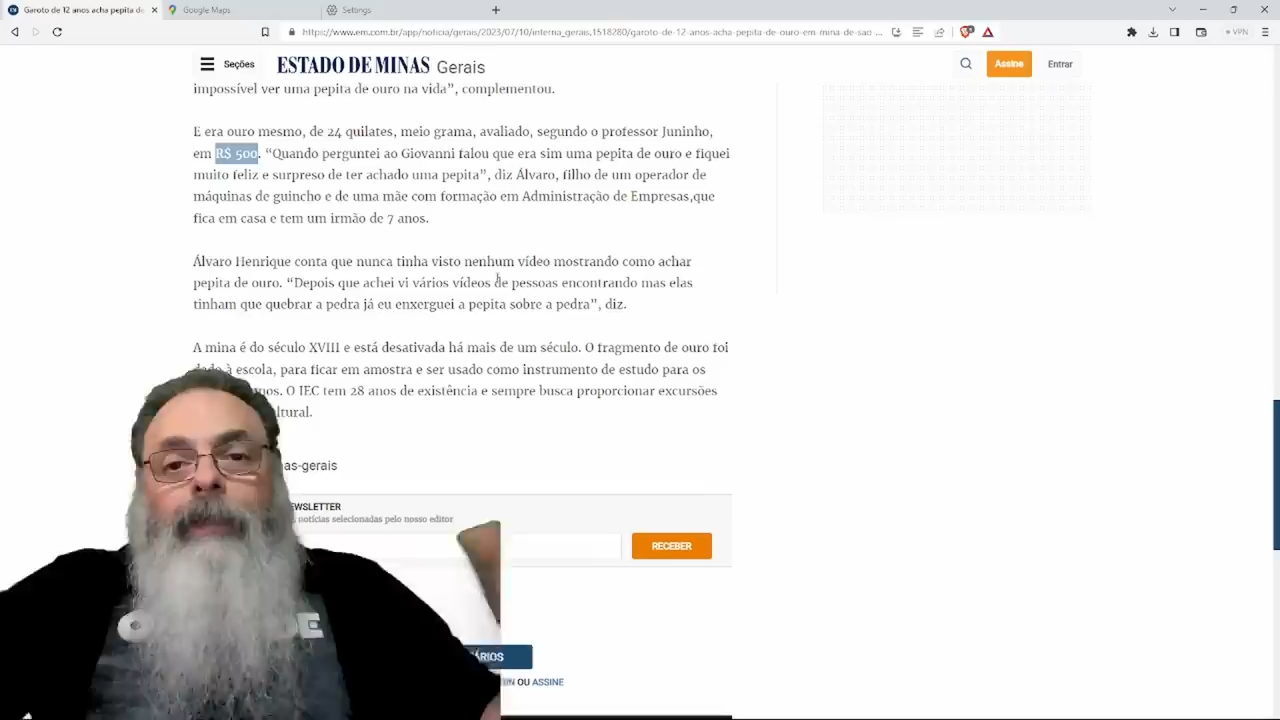 Garoto de 12 anos acha pepita de
Google Maps
Settings
https://www.em.com.br/app/noticia/gerais/2023/07/10/interna_gerais,1518280/garoto-de-12-anos-acha-pepita-de-ouro-em-mina-de-sao ...
VPN
Seções
ESTADO DE MINAS Gerais
Assine
Entrar
impossível ver uma pepita de ouro na vida”, complementou.
E era ouro mesmo, de 24 quilates, meio grama, avaliado, segundo o professor Juninho,
em R$ 500. “Quando perguntei ao Giovanni falou que era sim uma pepita de ouro e fiquei
muito feliz e surpreso de ter achado uma pepita”, diz Álvaro, filho de um operador de
máquinas de guincho e de uma mãe com formação em Administração de Empresas,que
fica em casa e tem um irmão de 7 anos.
Álvaro Henrique conta que nunca tinha visto nenhum vídeo mostrando como achar
pepita de ouro. “Depois que achei vi vários vídeos de pessoas encontrando mas elas
tinham que quebrar a pedra já eu enxerguei a pepita sobre a pedra”, diz.
A mina é do século XVIII e está desativada há mais de um século. O fragmento de ouro foi
dado à escola, para ficar em amostra e ser usado como instrumento de estudo para os
nos. O IEC tem 28 anos de existência e sempre busca proporcionar excursões
ltural.
nas-gerais
EWSLETTER
notícias selecionadas pelo nosso editor
RECEBER
ÁRIOS
OU ASSINE
E